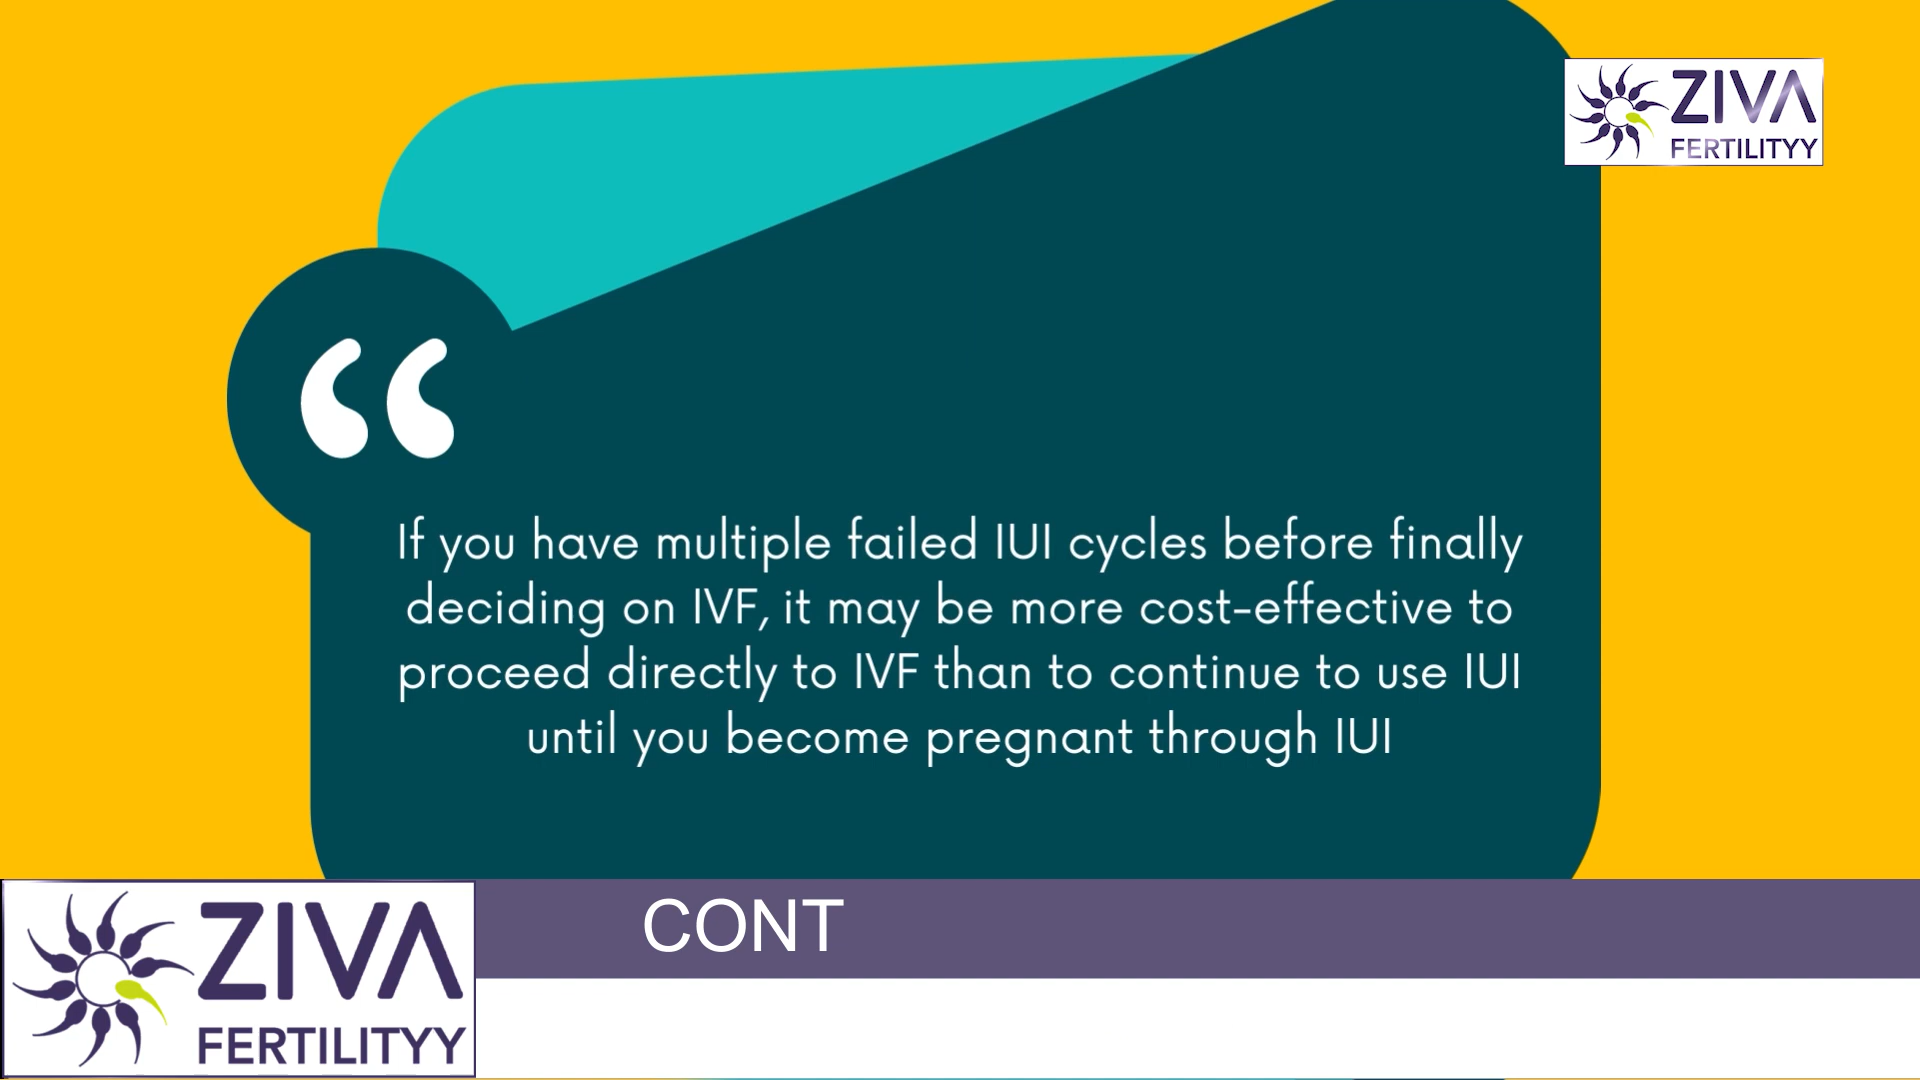 ZIVA
FERTILITYY
“
If you have multiple failed IUI cycles before finally
deciding on IVF, it may be more cost-effective to
proceed directly to IVF than to continue to use IUI
until you become pregnant through IUI
CONT
ZIVA
FERTILITYY